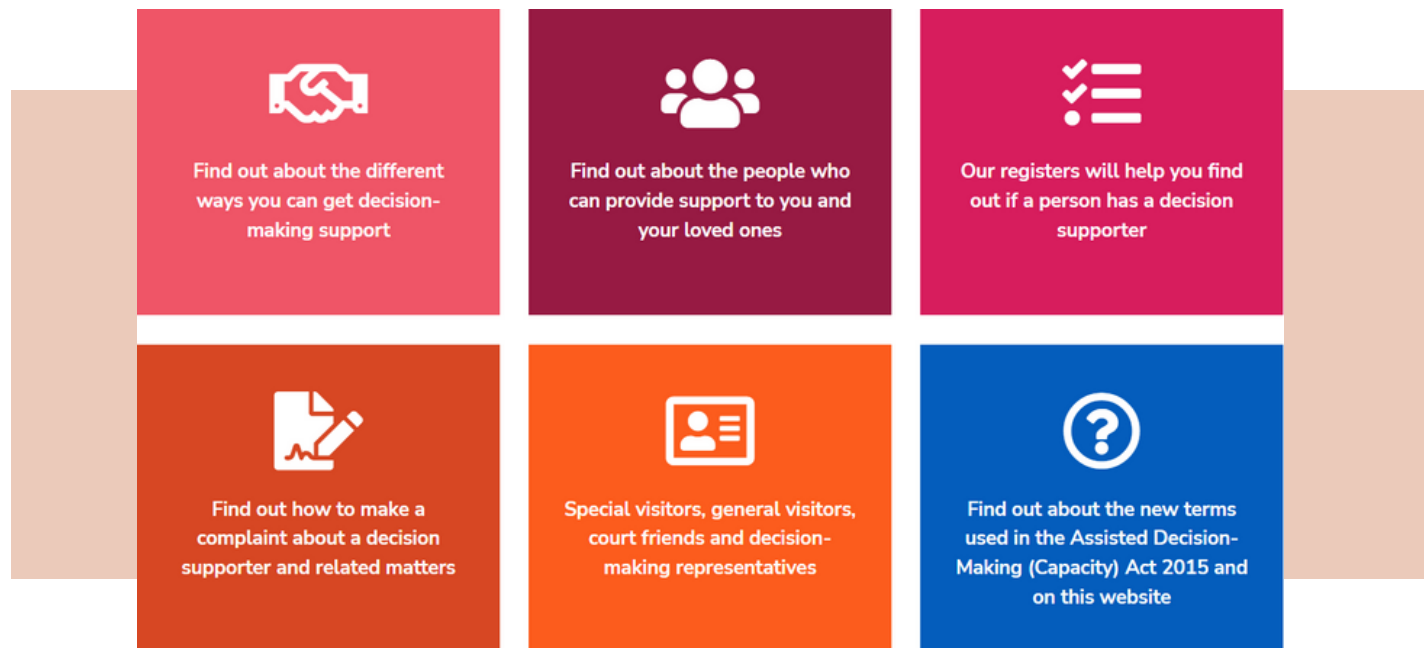 Find out about the different
ways you can get decision-
making support
Find out about the people who
can provide support to you and
your loved ones
Our registers will help you find
out if a person has a decision
supporter
Find out how to make a
complaint about a decision
supporter and related matters
Special visitors, general visitors,
court friends and decision-
making representatives
Find out about the new terms
used in the Assisted Decision-
Making (Capacity) Act 2015 and
on this website